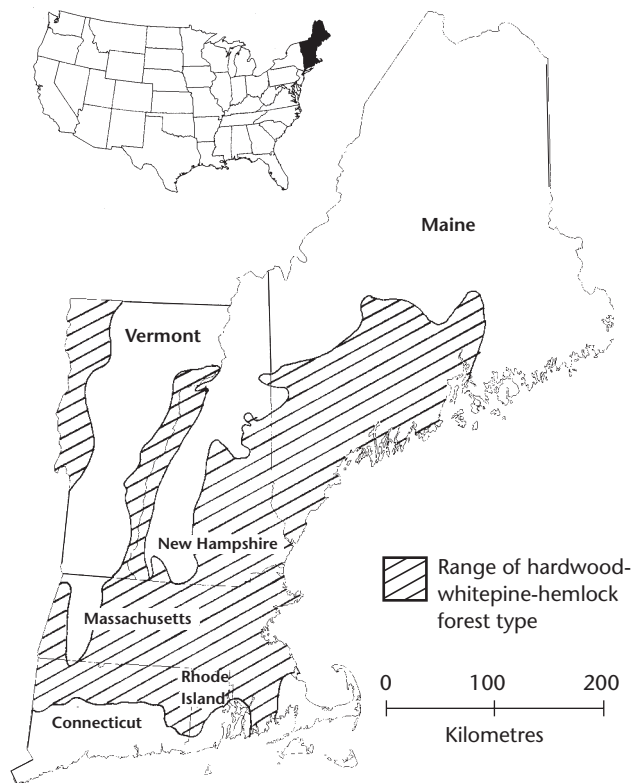 Maine
Vermont
New Hampshire
Range of hardwood-
whitepine-hemlock
forest type
Massachusetts
Rhode
Island
Connecticut
0 100 200
Kilometres